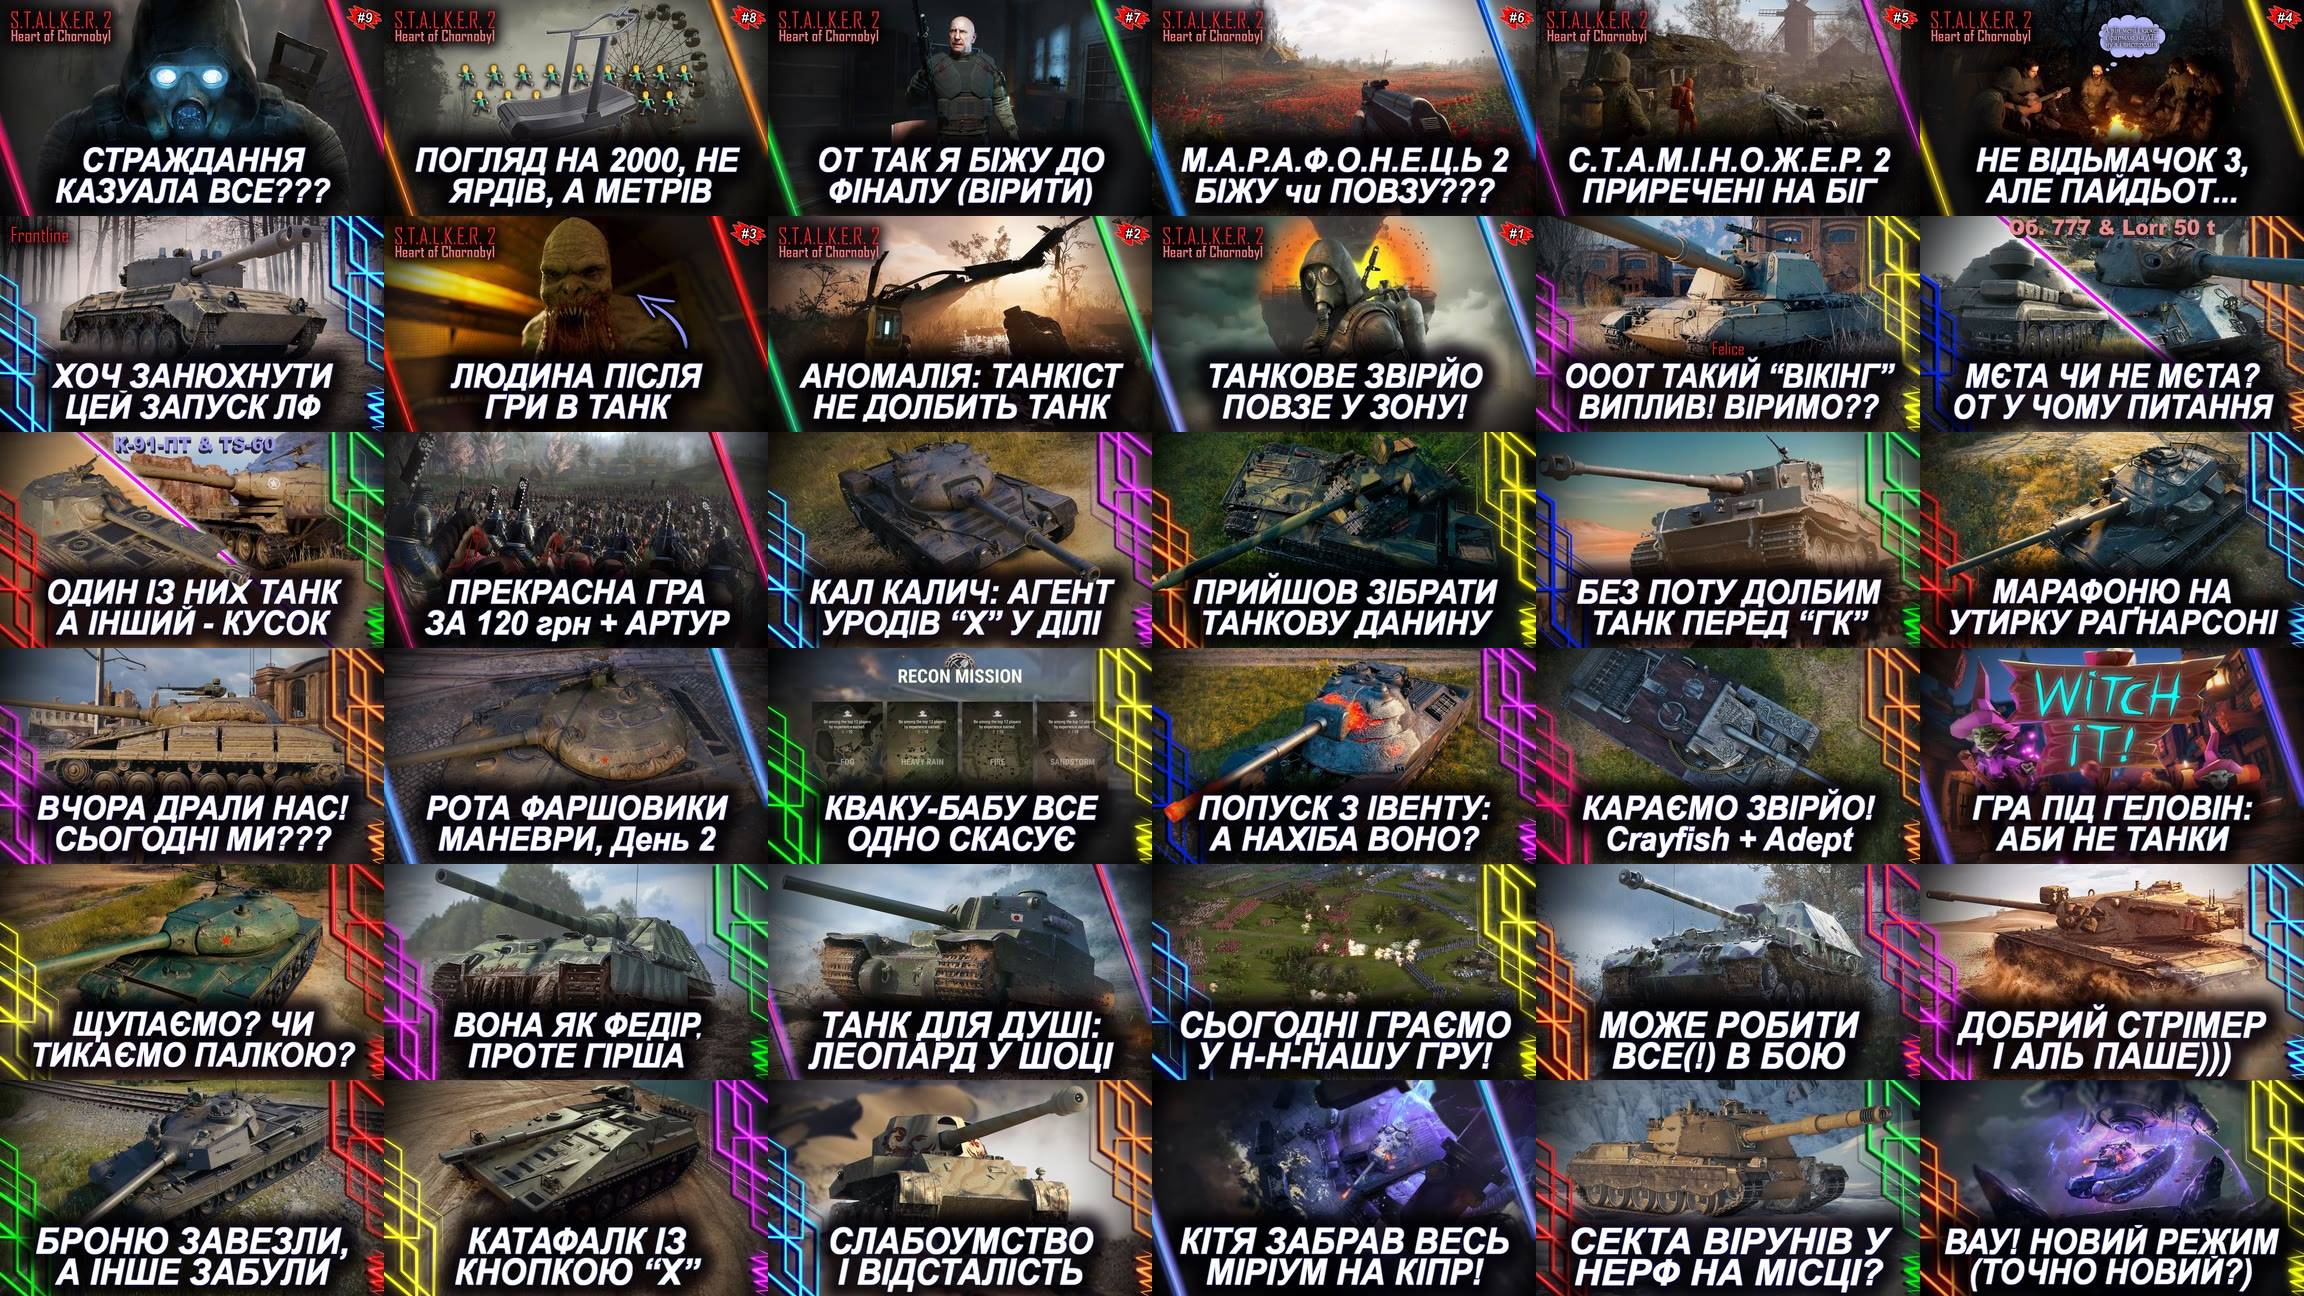 S.T.A.L.K.E.R. 2
Heart of Chornobyl
#9
СТРАЖДАННЯ
КАЗУАЛА ВСЕ???
S.T.A.L.K.E.R. 2
Heart of Chornobyl
#8
ПОГЛЯД НА 2000, НЕ
ЯРДІВ, А МЕТРІВ
S.T.A.L.K.E.R. 2
Heart of Chornobyl
#7
ОТ ТАК Я БІЖУ ДО
ФІНАЛУ (ВІРИТИ)
S.T.A.L.K.E.R. 2
Heart of Chornobyl
#6
М.А.Р.А.Ф.О.Н.Е.Ц.Ь 2
БІЖУ чи ПОВЗУ???
S.T.A.L.K.E.R. 2
Heart of Chornobyl
#5
С.Т.А.М.І.Н.О.Ж.Е.Р. 2
ПРИРЕЧЕНІ НА БІГ
S.T.A.L.K.E.R. 2
Heart of Chornobyl
#4
НЕ ВІДЬМАЧОК 3,
АЛЕ ПАЙДЬОТ...
Frontline
ХОЧ ЗАНЮХНУТИ
ЦЕЙ ЗАПУСК ЛФ
S.T.A.L.K.E.R. 2
Heart of Chornobyl
#3
ЛЮДИНА ПІСЛЯ
ГРИ В ТАНК
S.T.A.L.K.E.R. 2
Heart of Chornobyl
#2
АНОМАЛІЯ: ТАНКІСТ
НЕ ДОЛБИТЬ ТАНК
S.T.A.L.K.E.R. 2
Heart of Chornobyl
#1
ТАНКОВЕ ЗВІРЙО
ПОВЗЕ У ЗОНУ!
Felice
ОООТ ТАКИЙ “ВІКІНГ”
ВИПЛИВ! ВІРИМО??
Об. 777 & Lorr 50 t
МЄТА ЧИ НЕ МЄТА?
ОТ У ЧОМУ ПИТАННЯ
К-91-ПТ & TS-60
ОДИН ІЗ НИХ ТАНК
А ІНШИЙ - КУСОК
ПРЕКРАСНА ГРА
ЗА 120 грн + АРТУР
КАЛ КАЛИЧ: АГЕНТ
УРОДІВ “Х” У ДІЛІ
ПРИЙШОВ ЗІБРАТИ
ТАНКОВУ ДАНИНУ
БЕЗ ПОТУ ДОЛБИМ
ТАНК ПЕРЕД “ГК”
МАРАФОНЮ НА
УТИРКУ РАҐНАРСОНІ
ВЧОРА ДРАЛИ НАС!
СЬОГОДНІ МИ???
РОТА ФАРШОВИКИ
МАНЕВРИ, День 2
RECON MISSION
FOG
HEAVY RAIN
FIRE
SANDSTORM
КВАКУ-БАБУ ВСЕ
ОДНО СКАСУЄ
ПОПУСК З ІВЕНТУ:
А НАХІБА ВОНО?
КАРАЄМО ЗВІРЙО!
Crayfish + Adept
WiTCH
iT!
ГРА ПІД ГЕЛОВІН:
АБИ НЕ ТАНКИ
ЩУПАЄМО? ЧИ
ТИКАЄМО ПАЛКОЮ?
ВОНА ЯК ФЕДІР,
ПРОТЕ ГІРША
ТАНК ДЛЯ ДУШІ:
ЛЕОПАРД У ШОЦІ
СЬОГОДНІ ГРАЄМО
У Н-Н-НАШУ ГРУ!
МОЖЕ РОБИТИ
ВСЕ(!) В БОЮ
ДОБРИЙ СТРІМЕР
І АЛЬ ПАШЕ)))
БРОНЮ ЗАВЕЗЛИ,
А ІНШЕ ЗАБУЛИ
КАТАФАЛК ІЗ
КНОПКОЮ “Х”
СЛАБОУМСТВО
І ВІДСТАЛІСТЬ
КІТЯ ЗАБРАВ ВЕСЬ
МІРІУМ НА КІПР!
СЕКТА ВІРУНІВ У
НЕРФ НА МІСЦІ?
ВАУ! НОВИЙ РЕЖИМ
(ТОЧНО НОВИЙ?)